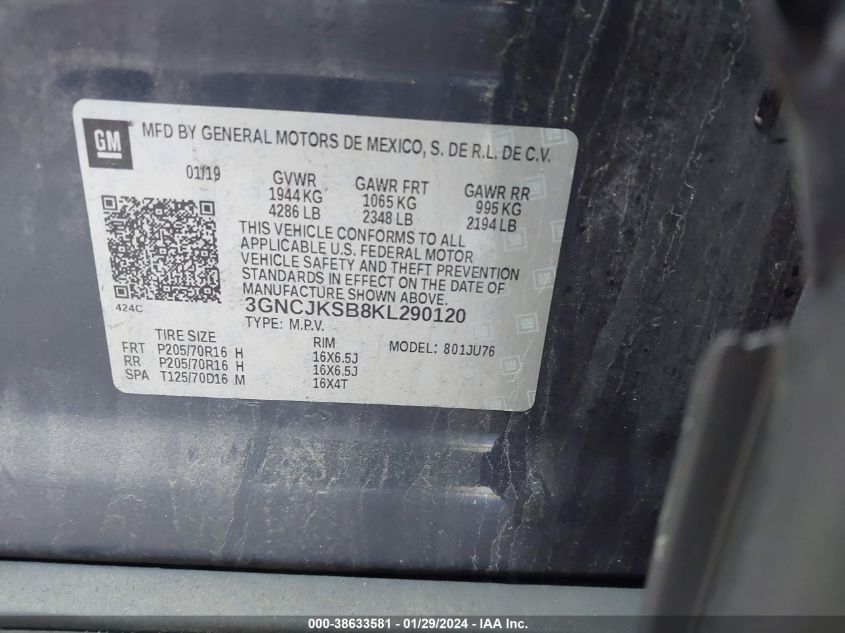 GM
MFD BY GENERAL MOTORS DE MEXICO, S. DE R.L. DE C.V.
01/19 GVWR GAWR FRT GAWR RR
1944 KG 1065 KG 995 KG
4286 LB 2348 LB 2194 LB
THIS VEHICLE CONFORMS TO ALL
APPLICABLE U.S. FEDERAL MOTOR
VEHICLE SAFETY AND THEFT PREVENTION
STANDARDS IN EFFECT ON THE DATE OF
MANUFACTURE SHOWN ABOVE.
424C 3GNCJKSB8KL290120
TYPE: M.P.V.
TIRE SIZE RIM MODEL: 801JU76
FRT P205/70R16 H 16X6.5J
RR P205/70R16 H 16X6.5J
SPA T125/70D16 M 16X4T
000-38633581 - 01/29/2024 - IAA Inc.